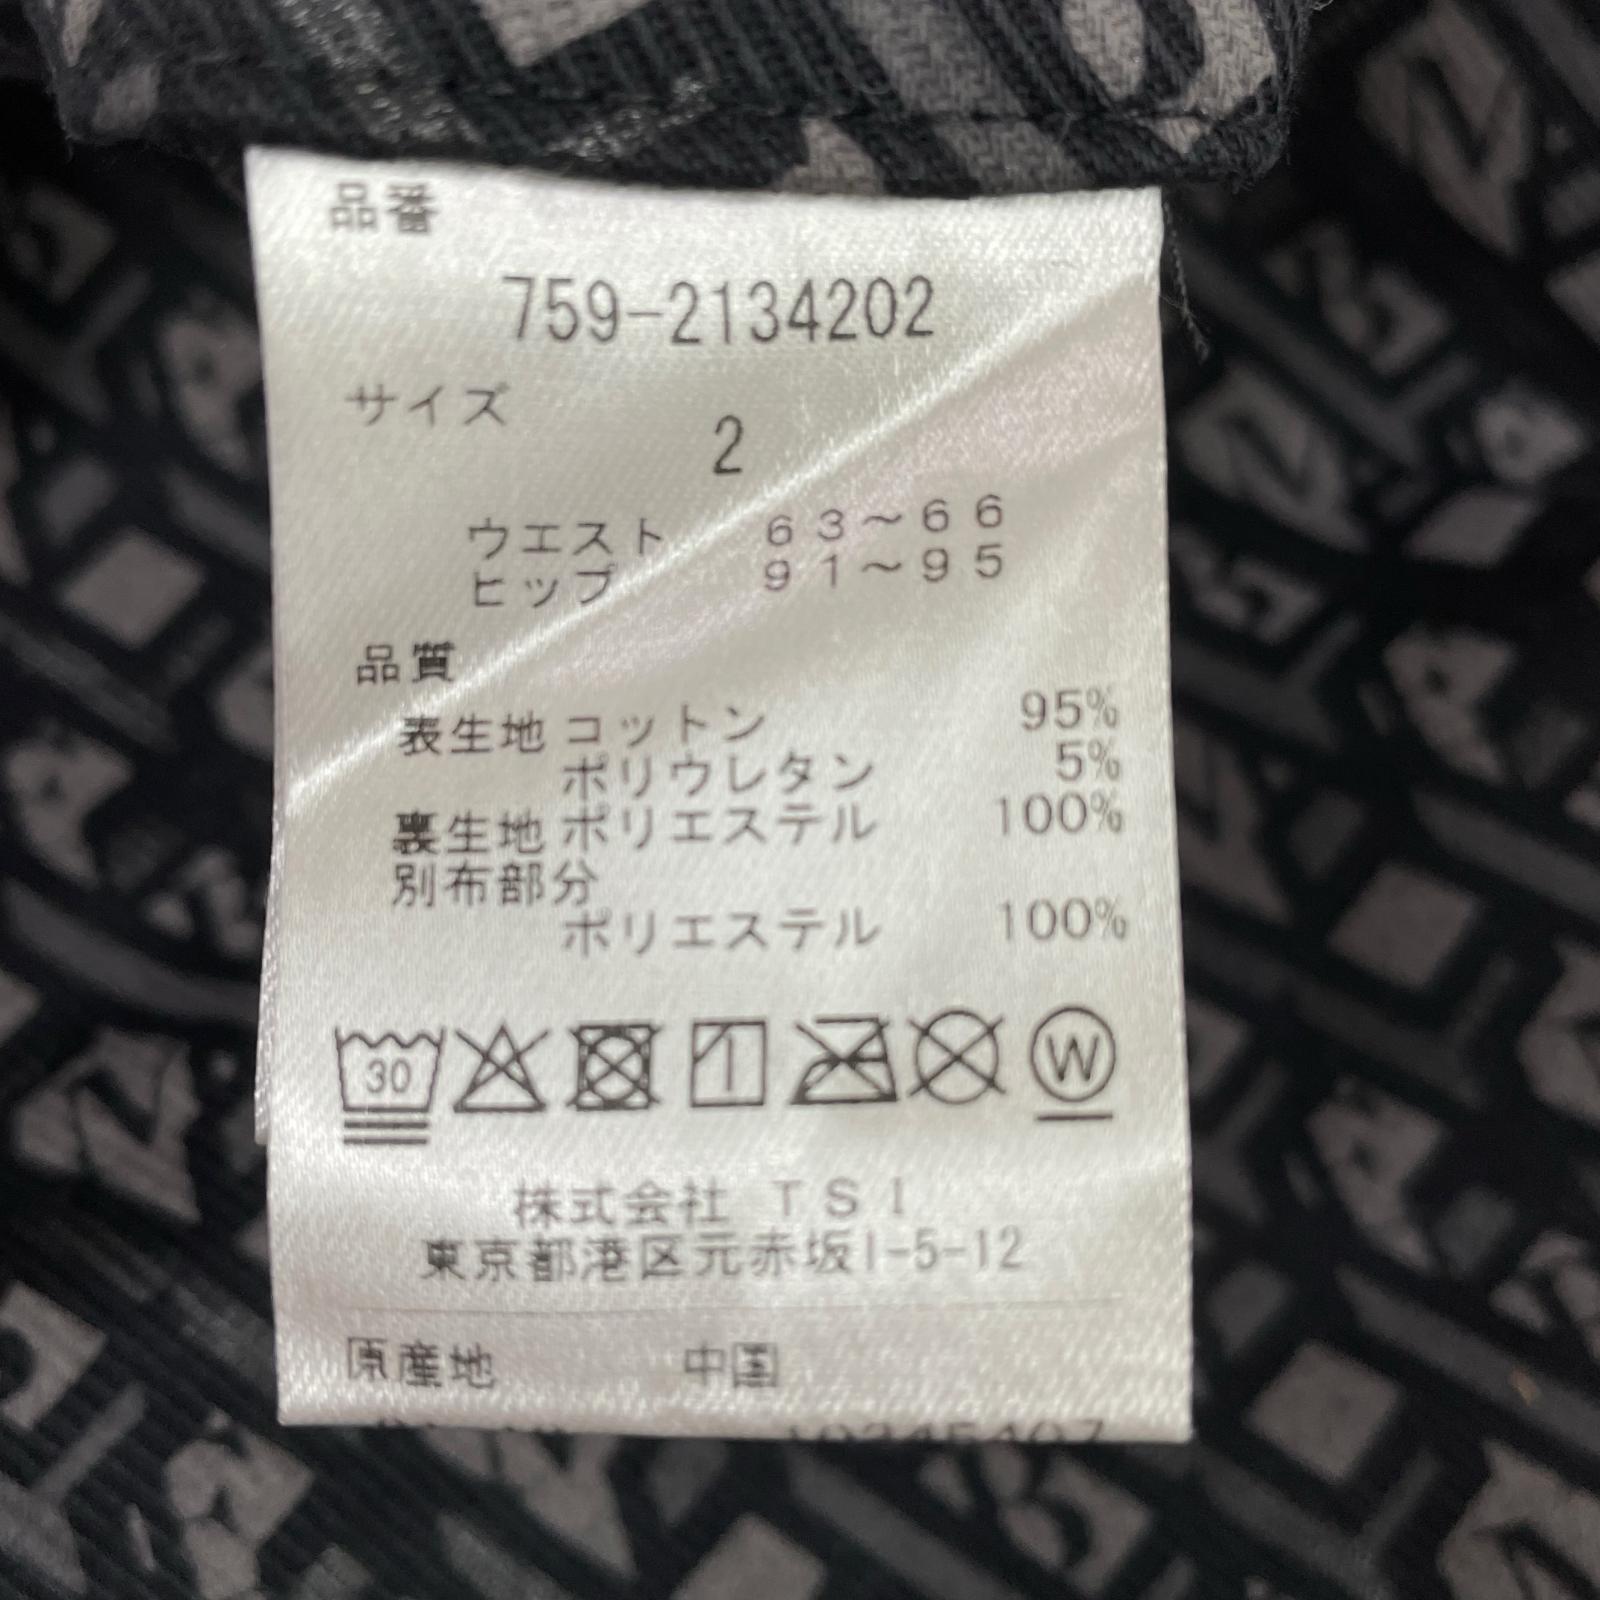 品番
759-2134202
サイズ
2
ウエスト 63~66
ヒップ 91~95
品質
表生地 コットン 95%
ポリウレタン 5%
裏生地 ポリエステル 100%
別布部分
ポリエステル 100%
30
W
株式会社 TSI
東京都港区元赤坂1-5-12
原産地 中国